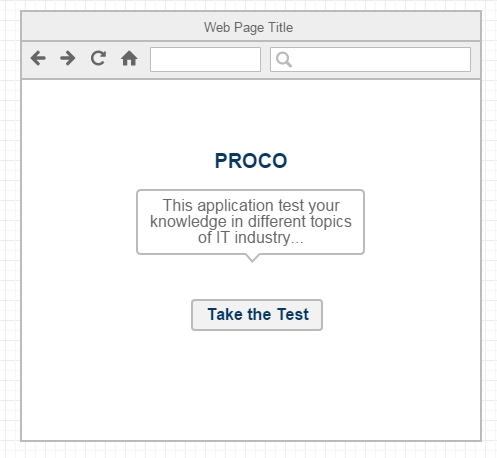 Web Page Title
PROCO
This application test your
knowledge in different topics
of IT industry...
Take the Test